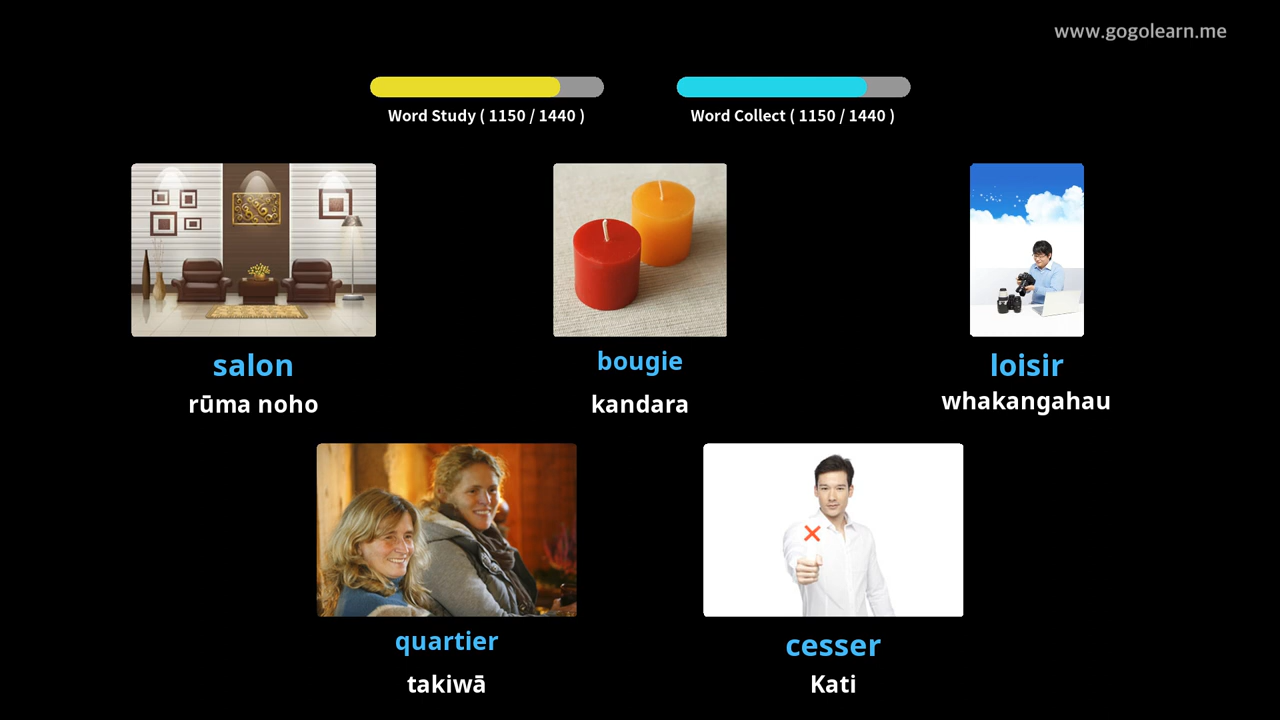 www.gogolearn.me
Word Study ( 1150 / 1440 )
Word Collect ( 1150 / 1440 )
salon
bougie
loisir
rūma noho
kandara
whakangahau
quartier
cesser
takiwā
Kati